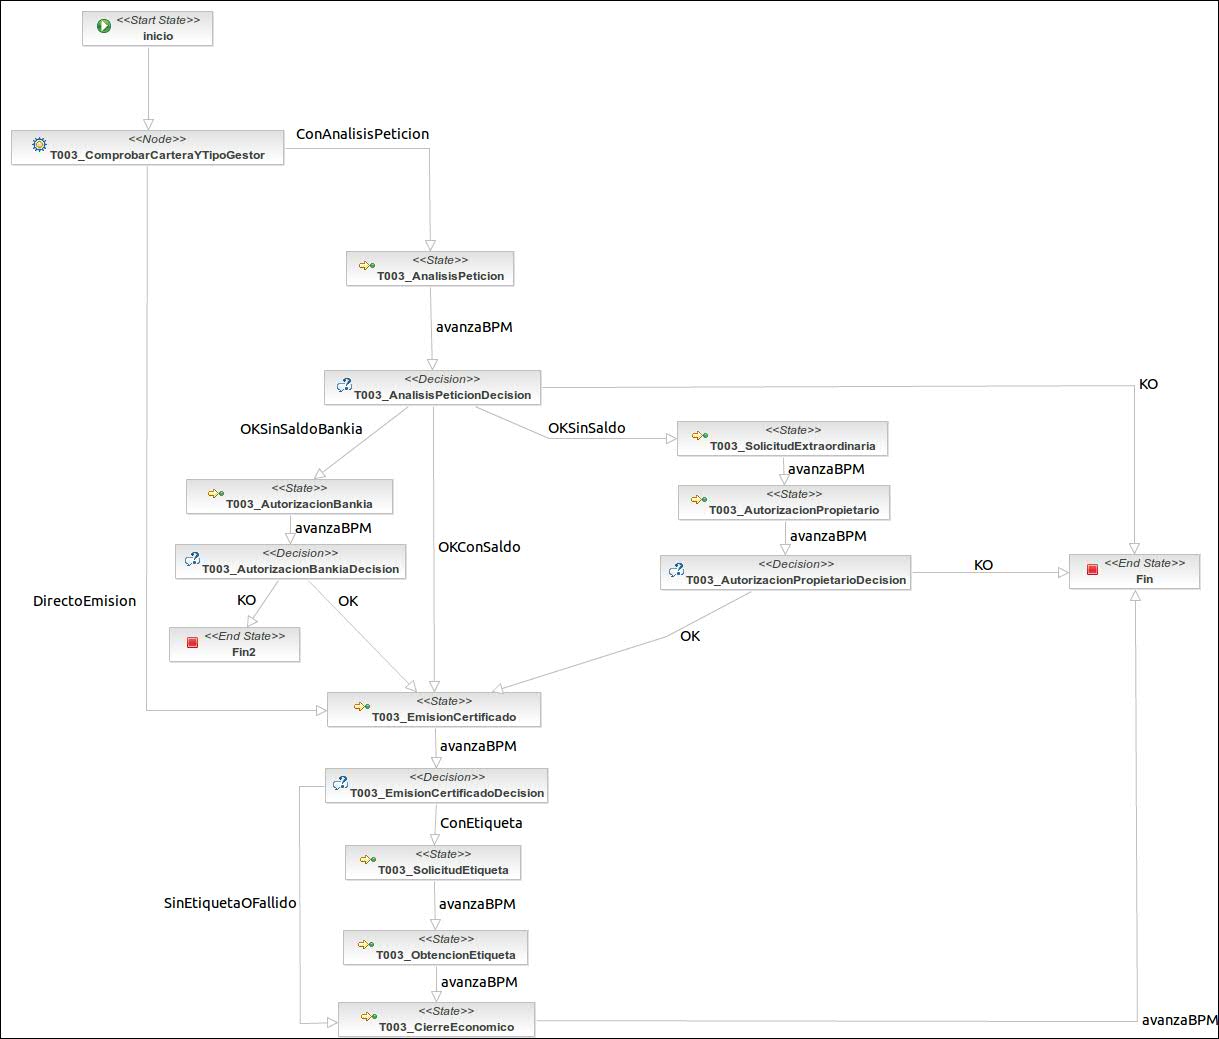 <<Start State>>
inicio
<<Node>>
T003_ComprobarCarteraYTipoGestor
ConAnalisisPeticion
<<State>>
T003_AnalisisPeticion
avanzaBPM
<<Decision>>
T003_AnalisisPeticionDecision
KO
OKSinSaldoBankia
OKSinSaldo
<<State>>
T003_SolicitudExtraordinaria
avanzaBPM
<<State>>
T003_AutorizacionBankia
<<State>>
T003_AutorizacionPropietario
avanzaBPM
avanzaBPM
OKConSaldo
<<Decision>>
T003_AutorizacionBankiaDecision
<<Decision>>
T003_AutorizacionPropietarioDecision
KO
<<End State>>
Fin
DirectoEmision
KO
OK
<<End State>>
Fin2
OK
<<State>>
T003_EmisionCertificado
avanzaBPM
<<Decision>>
T003_EmisionCertificadoDecision
ConEtiqueta
<<State>>
T003_SolicitudEtiqueta
SinEtiquetaOFallido
avanzaBPM
<<State>>
T003_ObtencionEtiqueta
avanzaBPM
<<State>>
T003_CierreEconomico
avanzaBPM